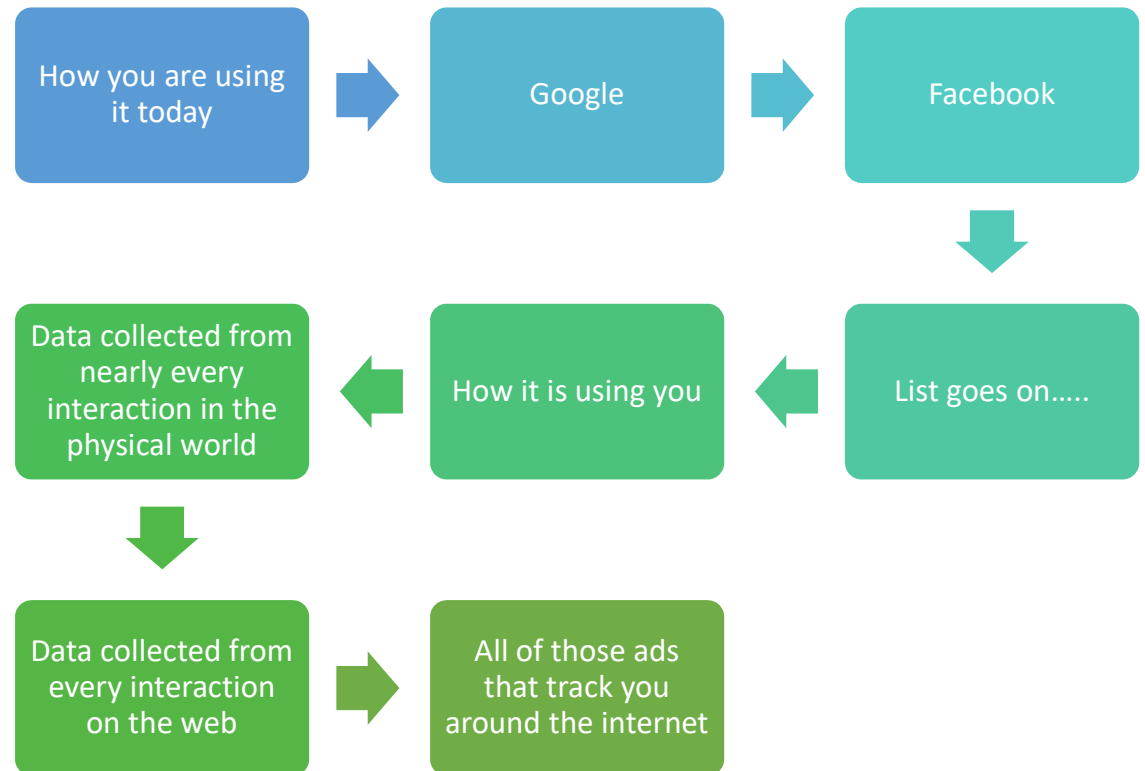 How you are using
it today
Google
Facebook
List goes on.....
How it is using you
Data collected from
nearly every
interaction in the
physical world
Data collected from
every interaction
on the web
All of those ads
that track you
around the internet